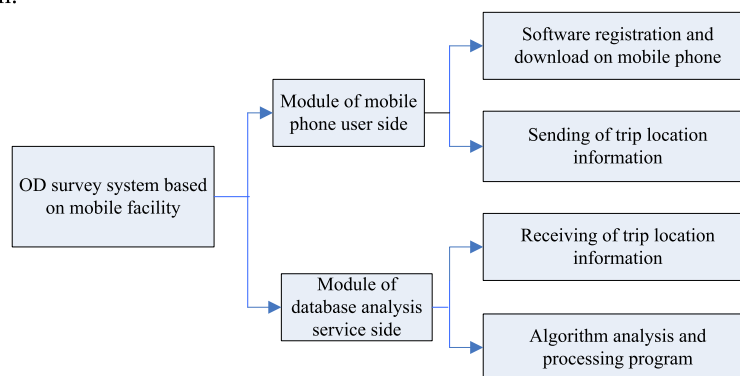 Software registration and
download on mobile phone
Module of mobile
phone user side
Sending of trip location
information
OD survey system based
on mobile facility
Receiving of trip location
information
Module of
database analysis
service side
Algorithm analysis and
processing program